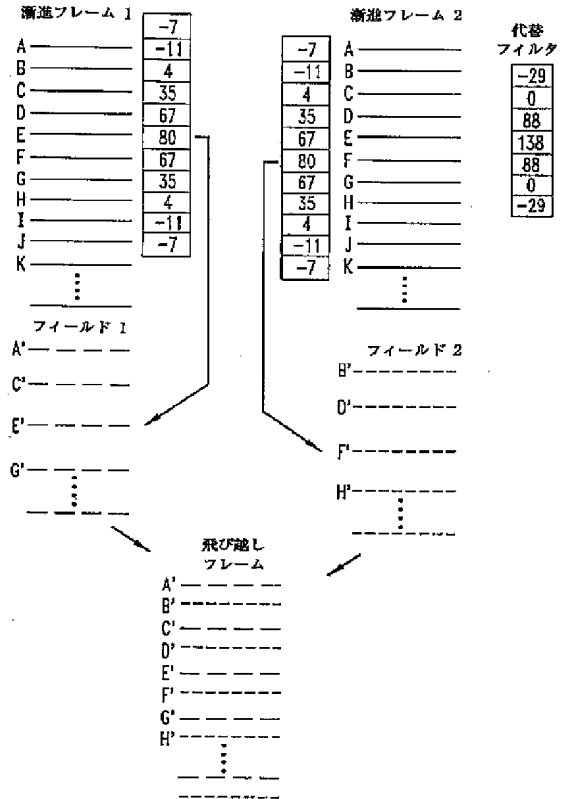 漸進フレーム 1
-7
-11
4
35
67
80
67
35
4
-11
-7
A
B
C
D
E
F
G
H
I
J
K
漸進フレーム 2
-7
-11
4
35
67
80
67
35
4
-11
-7
A
B
C
D
E
F
G
H
I
J
K
代替
フィルタ
-29
0
88
138
88
0
-29
フィールド 1
A'
C'
E'
G'
フィールド 2
B'
D'
F'
H'
飛び越し
フレーム
A'
B'
C'
D'
E'
F'
G'
H'